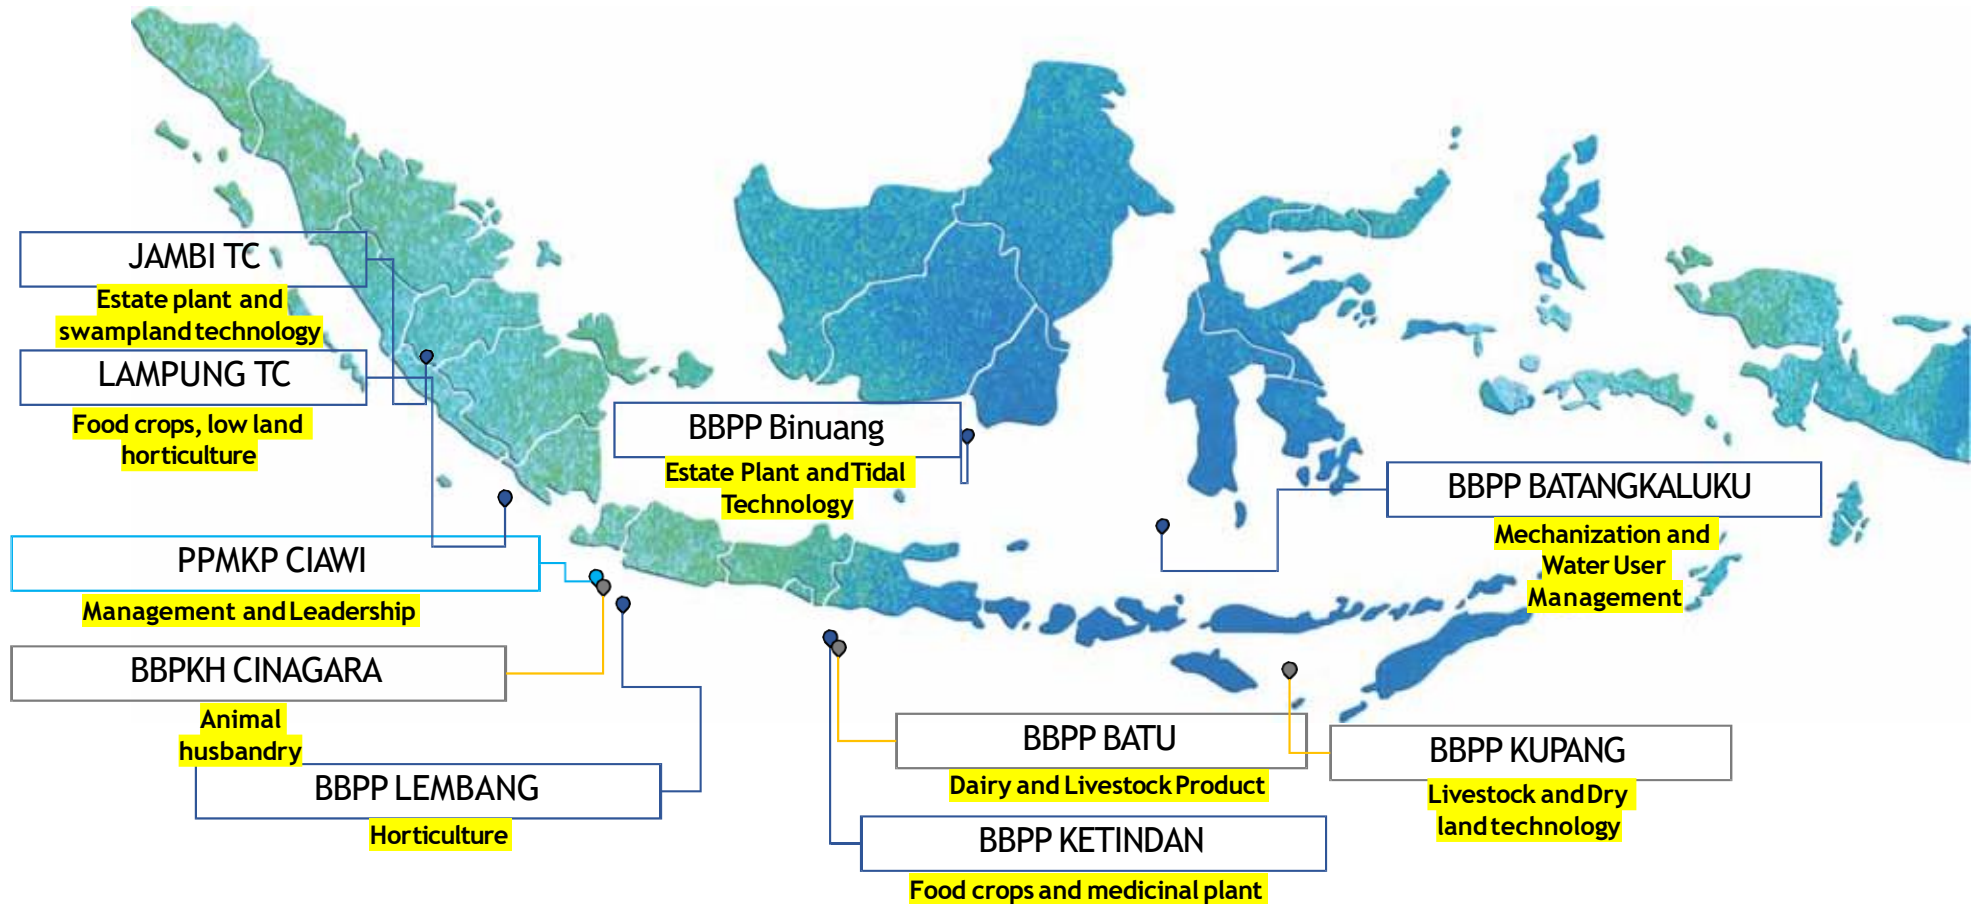 JAMBI TC
Estate plant and
swampland technology
LAMPUNG TC
Food crops, low land
horticulture
BBPP Binuang
Estate Plant and Tidal
Technology
BBPP BATANGKALUKU
Mechanization and
Water User
Management
PPMKP CIAWI
Management and Leadership
BBPKH CINAGARA
Animal
husbandry
BBPP LEMBANG
Horticulture
BBPP BATU
Dairy and Livestock Product
BBPP KUPANG
Livestock and Dry
land technology
BBPP KETINDAN
Food crops and medicinal plant